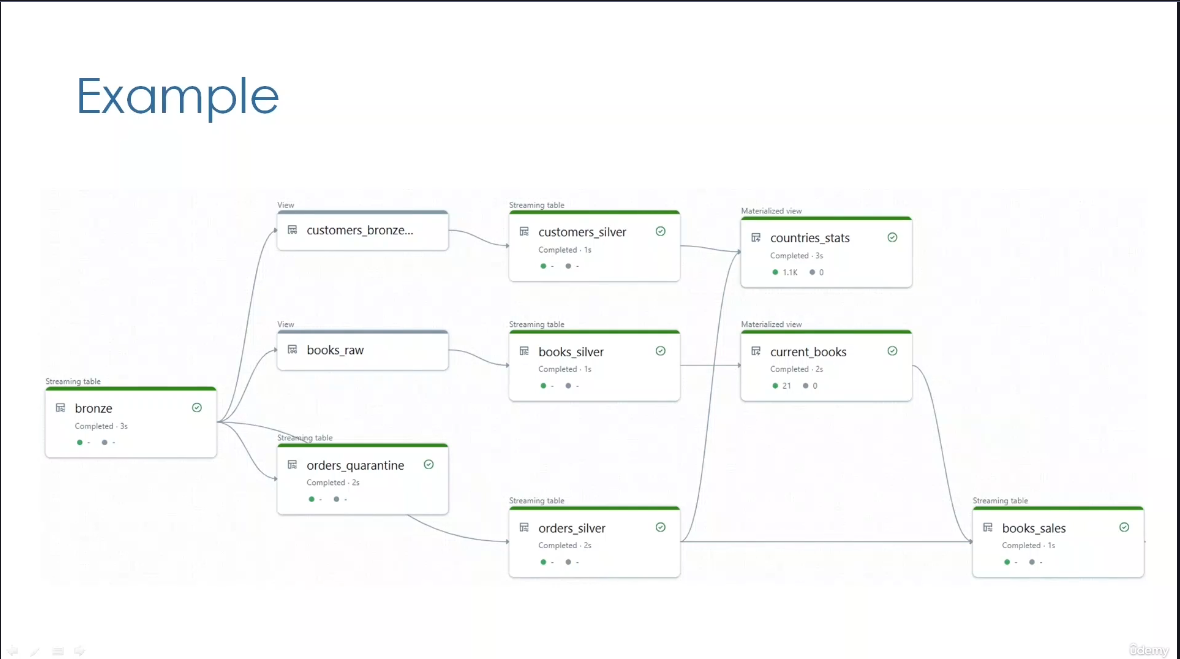 Example
View
customers_bronze...
Streaming table
customers_silver
Completed · 1s
- -
Materialized view
countries_stats
Completed · 3s
1.1K 0
View
books_raw
Streaming table
books_silver
Completed · 1s
- -
Materialized view
current_books
Completed · 2s
21 0
Streaming table
bronze
Completed · 3s
- -
Streaming table
orders_quarantine
Completed · 2s
- -
Streaming table
orders_silver
Completed · 2s
- -
Streaming table
books_sales
Completed · 1s
- -
ûdemy